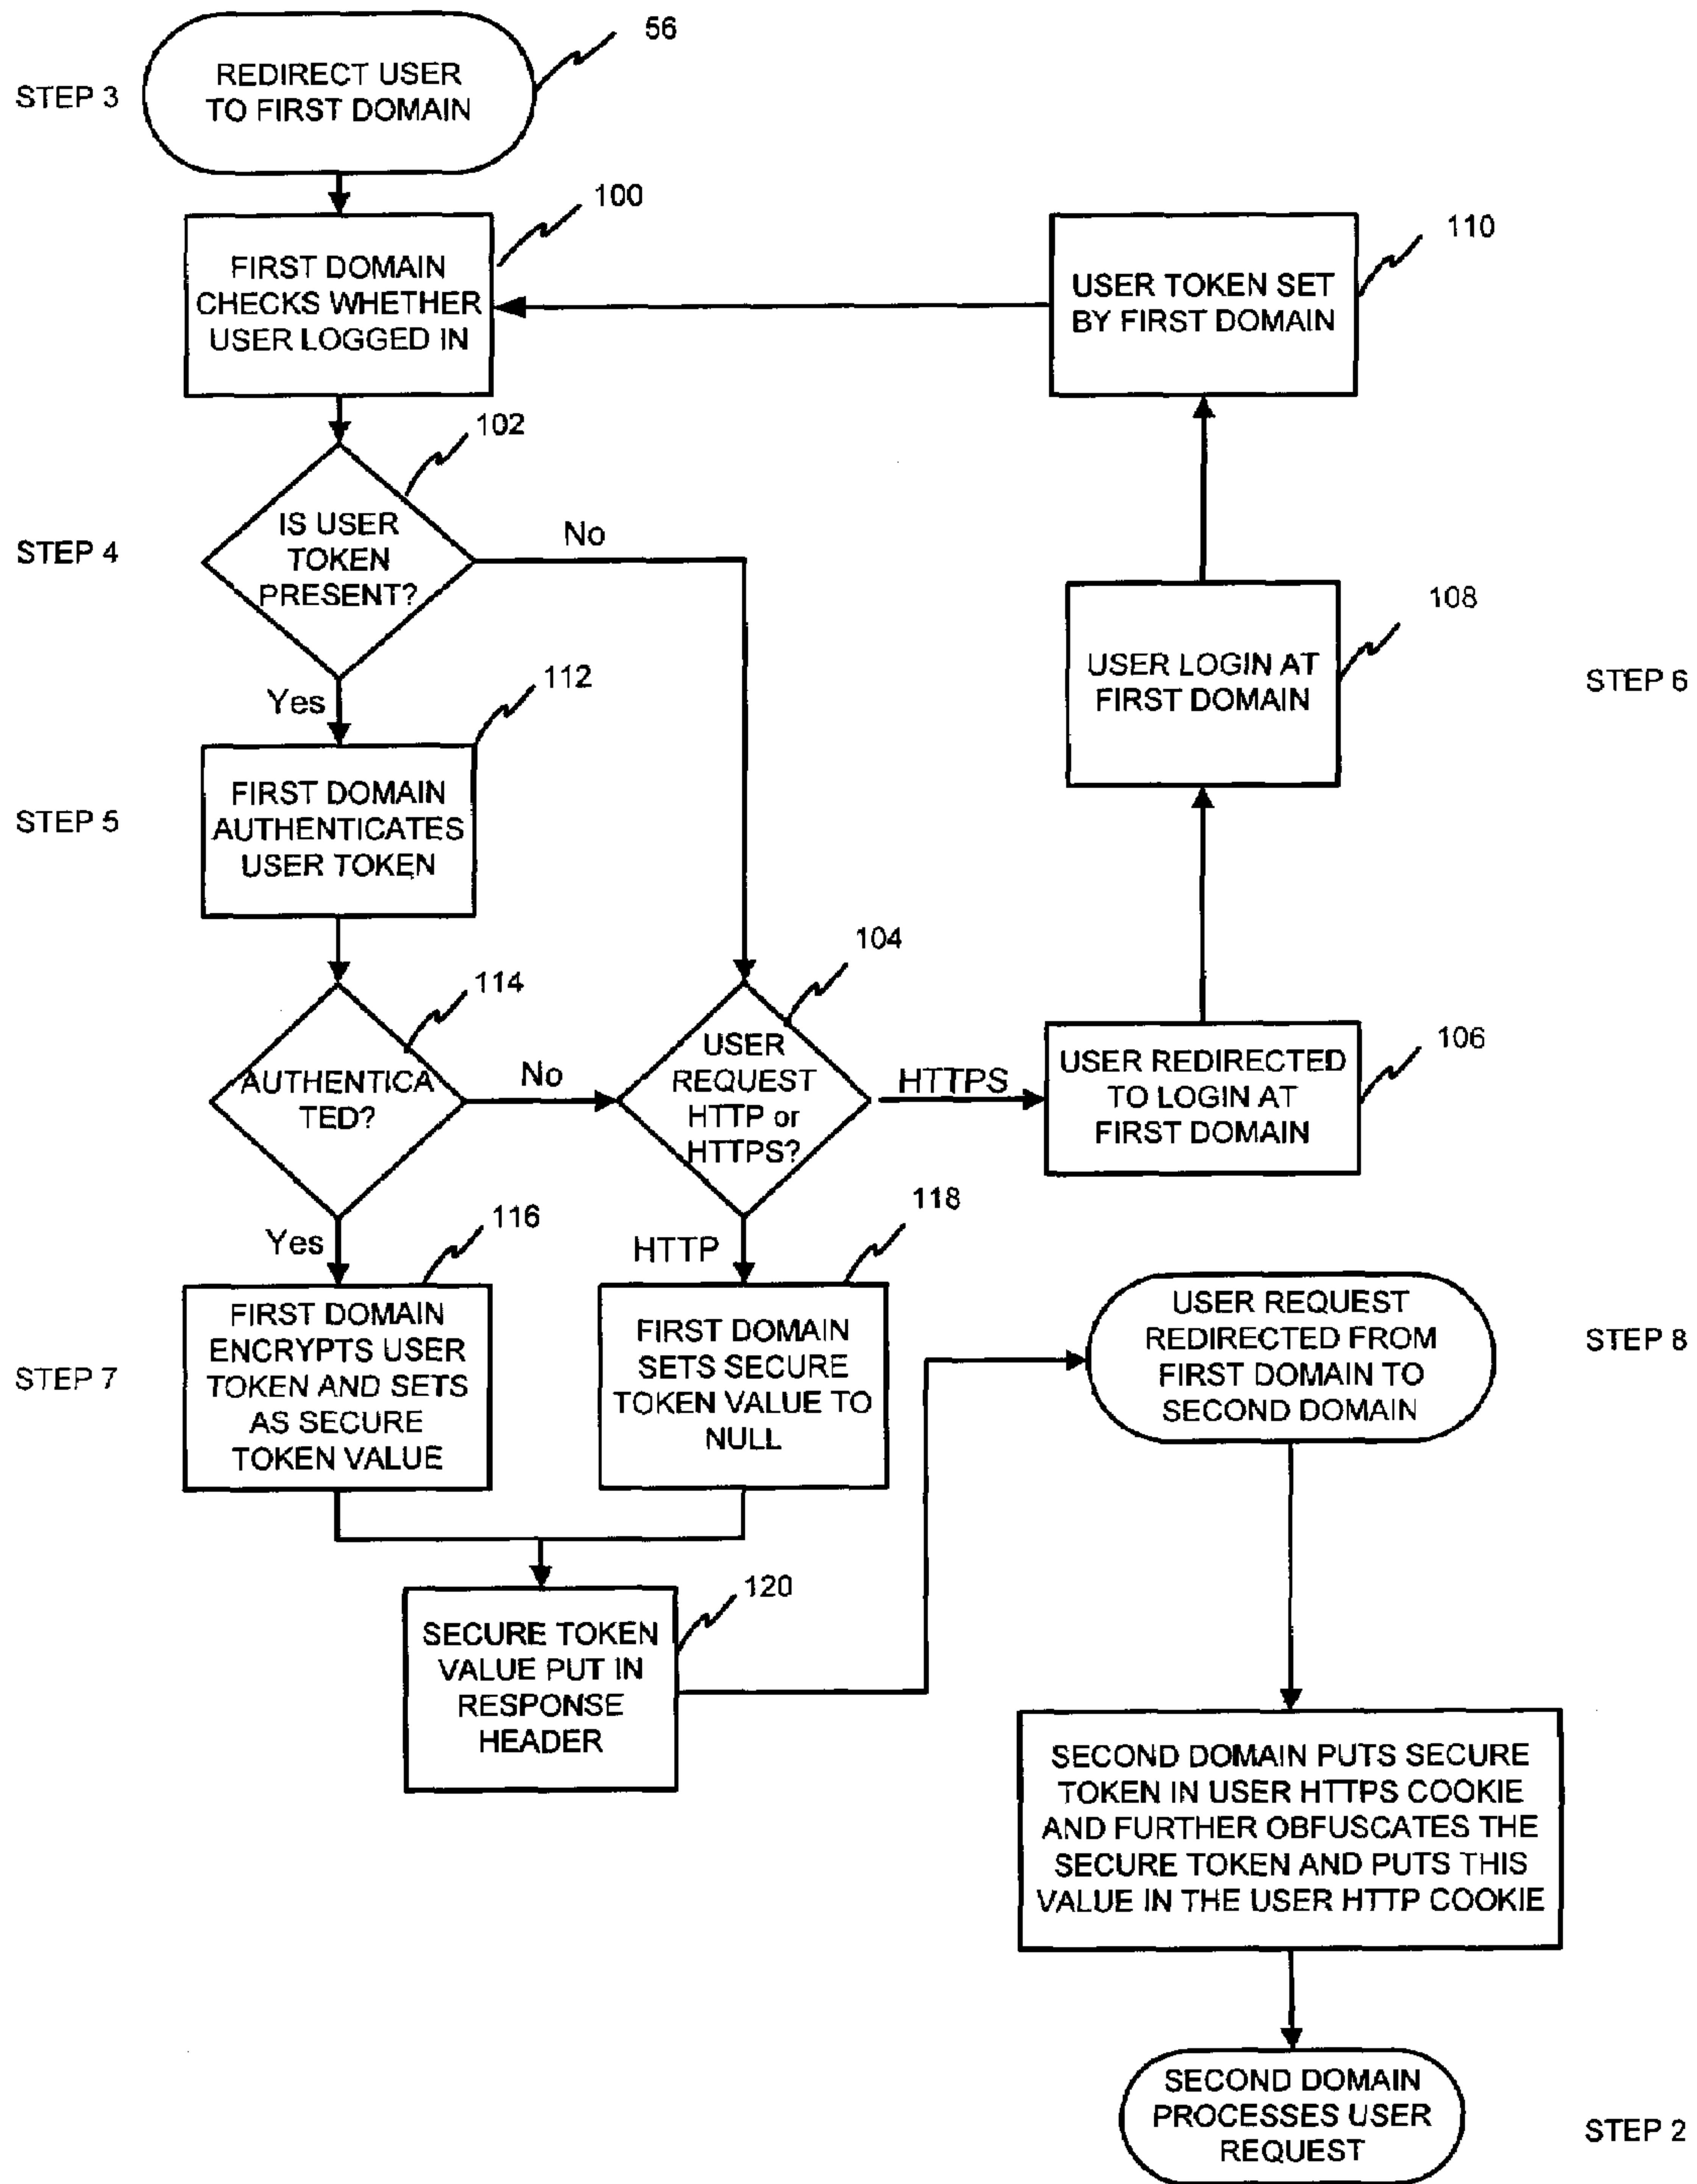 STEP 3
REDIRECT USER
TO FIRST DOMAIN
56
100
FIRST DOMAIN
CHECKS WHETHER
USER LOGGED IN
110
USER TOKEN SET
BY FIRST DOMAIN
102
STEP 4
IS USER
TOKEN
PRESENT?
No
Yes
108
USER LOGIN AT
FIRST DOMAIN
STEP 6
112
STEP 5
FIRST DOMAIN
AUTHENTICATES
USER TOKEN
114
AUTHENTICA
TED?
No
Yes
104
USER
REQUEST
HTTP or
HTTPS?
HTTPS
HTTP
106
USER REDIRECTED
TO LOGIN AT
FIRST DOMAIN
116
STEP 7
FIRST DOMAIN
ENCRYPTS USER
TOKEN AND SETS
AS SECURE
TOKEN VALUE
118
FIRST DOMAIN
SETS SECURE
TOKEN VALUE TO
NULL
USER REQUEST
REDIRECTED FROM
FIRST DOMAIN TO
SECOND DOMAIN
STEP 8
120
SECURE TOKEN
VALUE PUT IN
RESPONSE
HEADER
SECOND DOMAIN PUTS SECURE
TOKEN IN USER HTTPS COOKIE
AND FURTHER OBFUSCATES THE
SECURE TOKEN AND PUTS THIS
VALUE IN THE USER HTTP COOKIE
SECOND DOMAIN
PROCESSES USER
REQUEST
STEP 2